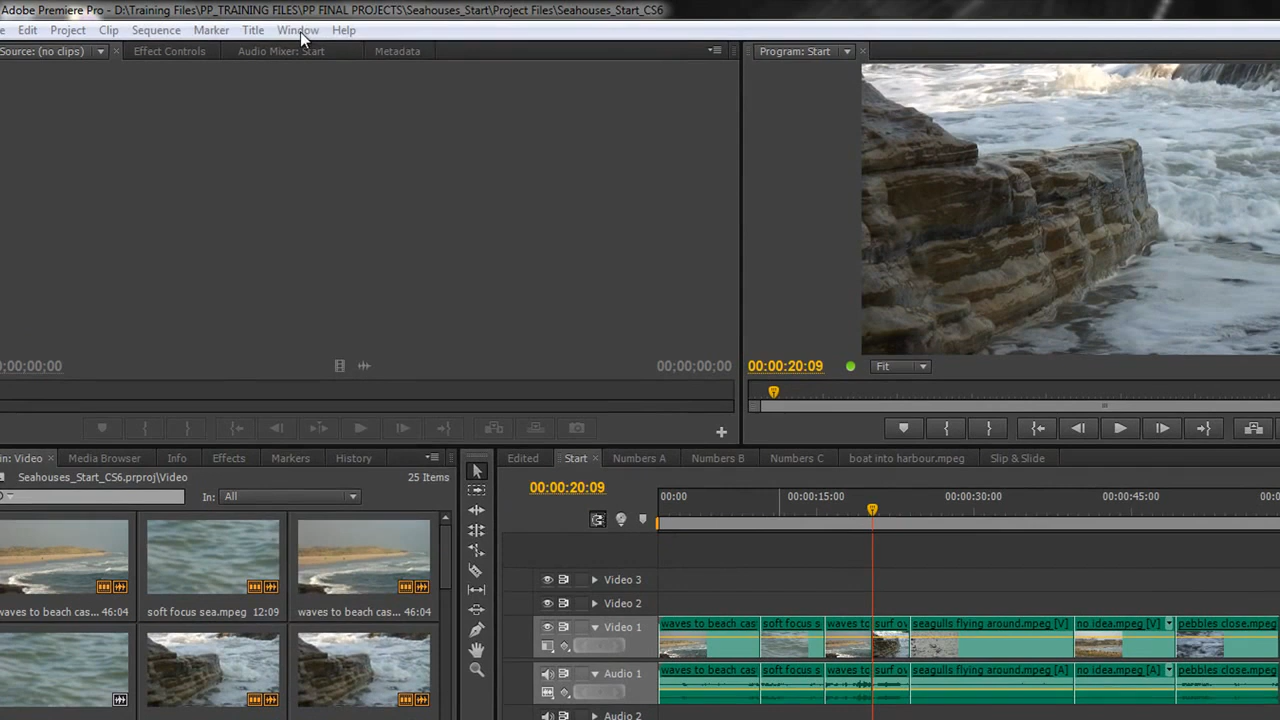 Adobe Premiere Pro - D:\Training Files\PP_TRAINING FILES\PP FINAL PROJECTS\Seahouses_Start\Project Files\Seahouses_Start_CS6
e Edit Project Clip Sequence Marker Title Window Help
Source: (no clips) Effect Controls Audio Mixer: Start Metadata
Program: Start
0;00;00;00 00;00;00;00
00:00:20:09 Fit
in: Video Media Browser Info Effects Markers History
Edited Start Numbers A Numbers B Numbers C boat into harbour.mpeg Slip & Slide
Seahouses_Start_CS6.prproj\Video 25 Items
In: All
00:00:20:09
00:00 00:00:15:00 00:00:30:00 00:00:45:00 00:0
Video 3
Video 2
Video 1
waves to beach cas soft focus s waves to surf ov seagulls flying around.mpeg [V] no idea.mpeg [V] pebbles close.mpeg [V]
Audio 1
waves to beach cas soft focus s waves to surf ov seagulls flying around.mpeg [A] no idea.mpeg [A] pebbles close.mpeg [A]
Audio 2
waves to beach cas... 46:04
soft focus sea.mpeg 12:09
waves to beach cas... 46:04